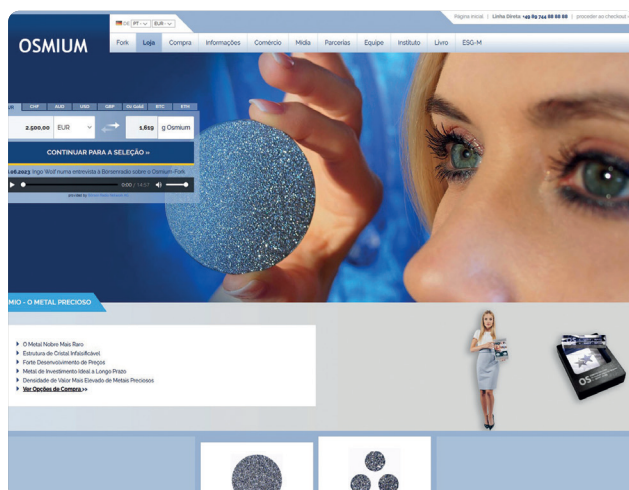 DE PT - EUR -
Página inicial | Linha Direta: +49 89 744 88 88 88 | proceder ao checkout
OSMIUM
Fork Loja Compra Informações Comércio Mídia Parcerias Equipe Instituto Livro ESG-M
CHF AUD USD GBP Oz Gold BTC ETH
2.500,00 EUR 1,619 g Osmium
CONTINUAR PARA A SELEÇÃO »
.06.2023 Ingo Wolf numa entrevista à Börsenradio sobre o Osmium-Fork
0:00 / 14:07
MIO - O METAL PRECIOSO
O Metal Nobre Mais Raro
Estrutura de Cristal Infalsificável
Forte Desenvolvimento de Preços
Metal de Investimento Ideal a Longo Prazo
Densidade de Valor Mais Elevado de Metais Preciosos
Ver Opções de Compra >>
OS